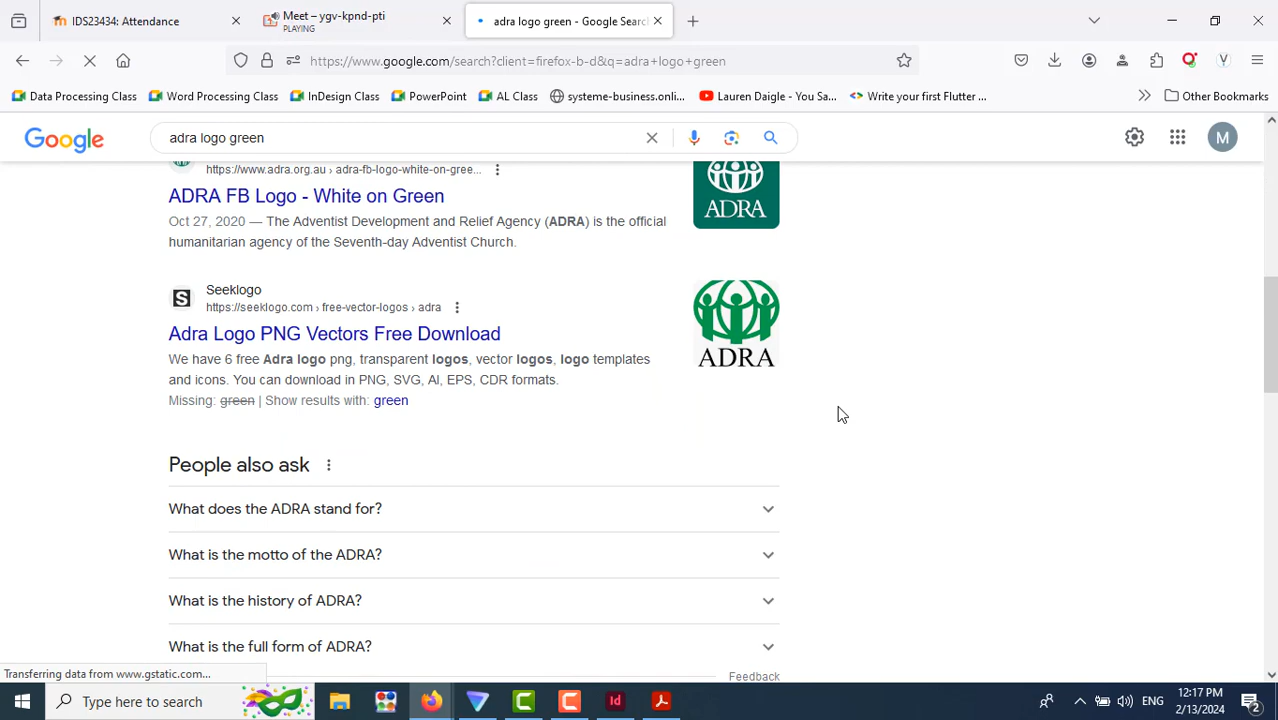 IDS23434: Attendance
Meet – ygv-kpnd-pti
PLAYING
adra logo green - Google Search
https://www.google.com/search?client=firefox-b-d&q=adra+logo+green
Data Processing Class
Word Processing Class
InDesign Class
PowerPoint
AL Class
systeme-business.onli...
Lauren Daigle - You Sa...
Write your first Flutter ...
Other Bookmarks
Google
adra logo green
M
https://www.adra.org.au › adra-fb-logo-white-on-gree...
ADRA FB Logo - White on Green
Oct 27, 2020 — The Adventist Development and Relief Agency (ADRA) is the official
humanitarian agency of the Seventh-day Adventist Church.
ADRA
S
Seeklogo
https://seeklogo.com › free-vector-logos › adra
Adra Logo PNG Vectors Free Download
We have 6 free Adra logo png, transparent logos, vector logos, logo templates
and icons. You can download in PNG, SVG, AI, EPS, CDR formats.
Missing: green | Show results with: green
ADRA
People also ask
What does the ADRA stand for?
What is the motto of the ADRA?
What is the history of ADRA?
What is the full form of ADRA?
Feedback
Transferring data from www.gstatic.com...
Type here to search
Id
ENG
12:17 PM
2/13/2024
2